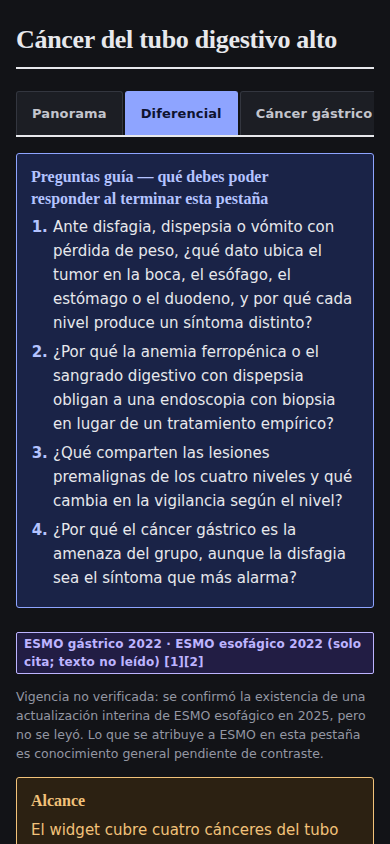 Cáncer del tubo digestivo alto
Panorama
Diferencial
Cáncer gástrico
Preguntas guía — qué debes poder
responder al terminar esta pestaña
1. Ante disfagia, dispepsia o vómito con
pérdida de peso, ¿qué dato ubica el
tumor en la boca, el esófago, el
estómago o el duodeno, y por qué cada
nivel produce un síntoma distinto?
2. ¿Por qué la anemia ferropénica o el
sangrado digestivo con dispepsia
obligan a una endoscopia con biopsia
en lugar de un tratamiento empírico?
3. ¿Qué comparten las lesiones
premalignas de los cuatro niveles y qué
cambia en la vigilancia según el nivel?
4. ¿Por qué el cáncer gástrico es la
amenaza del grupo, aunque la disfagia
sea el síntoma que más alarma?
ESMO gástrico 2022 · ESMO esofágico 2022 (solo
cita; texto no leído) [1][2]
Vigencia no verificada: se confirmó la existencia de una
actualización interina de ESMO esofágico en 2025, pero
no se leyó. Lo que se atribuye a ESMO en esta pestaña
es conocimiento general pendiente de contraste.
Alcance
El widget cubre cuatro cánceres del tubo